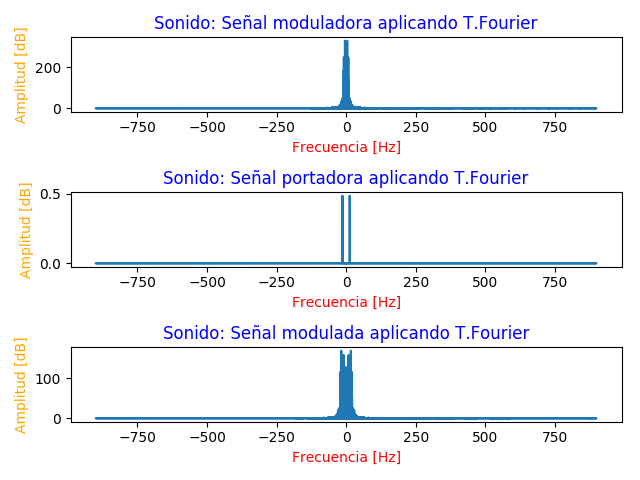 Sonido: Señal moduladora aplicando T.Fourier
Amplitud [dB]
200
0
−750 −500 −250 0 250 500 750
Frecuencia [Hz]
Sonido: Señal portadora aplicando T.Fourier
Amplitud [dB]
0.5
0.0
−750 −500 −250 0 250 500 750
Frecuencia [Hz]
Sonido: Señal modulada aplicando T.Fourier
Amplitud [dB]
100
0
−750 −500 −250 0 250 500 750
Frecuencia [Hz]